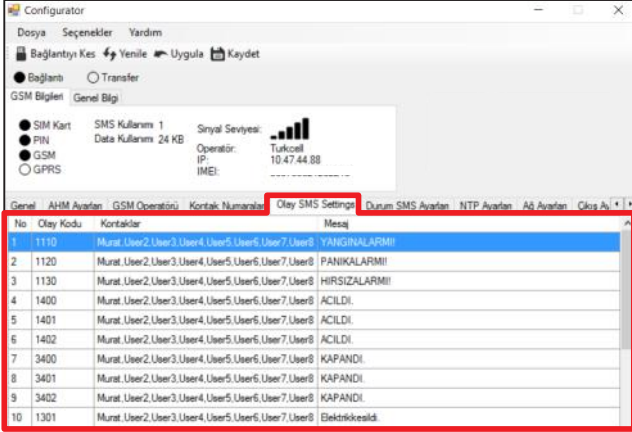 Configurator
Dosya Seçenekler Yardım
Bağlantıyı Kes Yenile Uygula Kaydet
Bağlantı Transfer
GSM Bilgileri Genel Bilgi
SIM Kart SMS Kullanımı 1 Sinyal Seviyesi:
PIN Data Kullanımı 24 KB
GSM Operatör: Turkcell
GPRS IP: 10.47.44.88
IMEI:
Genel AHM Ayarları GSM Operatörü Kontak Numaraları Olay SMS Settings Durum SMS Ayarları NTP Ayarları Ağ Ayarları Çıkış Ay
No Olay Kodu Kontaklar Mesaj
1 1110 Murat,User2,User3,User4,User5,User6,User7,User8 YANGINALARMI!
2 1120 Murat,User2,User3,User4,User5,User6,User7,User8 PANIKALARMI!
3 1130 Murat,User2,User3,User4,User5,User6,User7,User8 HIRSIZALARMI!
4 1400 Murat,User2,User3,User4,User5,User6,User7,User8 ACILDI.
5 1401 Murat,User2,User3,User4,User5,User6,User7,User8 ACILDI.
6 1402 Murat,User2,User3,User4,User5,User6,User7,User8 ACILDI.
7 3400 Murat,User2,User3,User4,User5,User6,User7,User8 KAPANDI.
8 3401 Murat,User2,User3,User4,User5,User6,User7,User8 KAPANDI.
9 3402 Murat,User2,User3,User4,User5,User6,User7,User8 KAPANDI.
10 1301 Murat,User2,User3,User4,User5,User6,User7,User8 Elektrikkesildi.